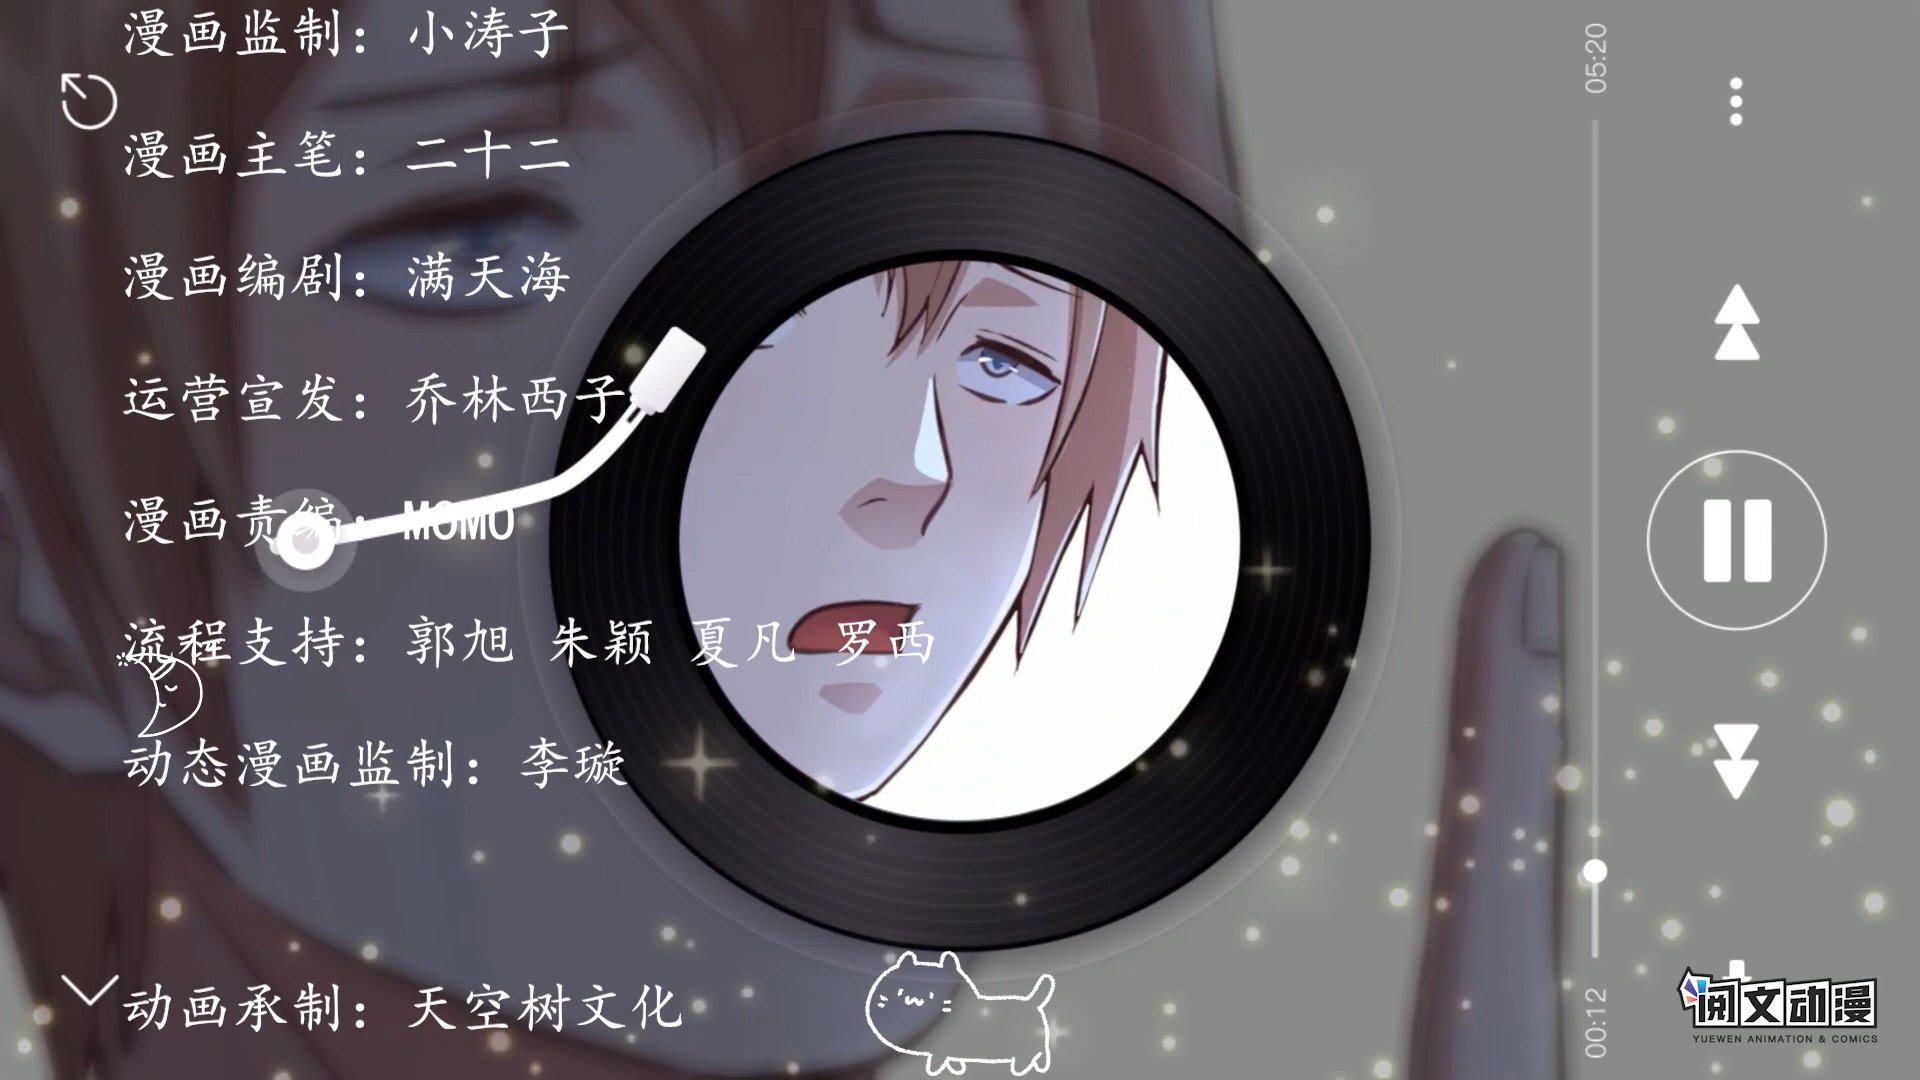 漫画监制：小涛子
漫画主笔：二十二
漫画编剧：满天海
运营宣发：乔林西子
漫画责编：MOMO
流程支持：郭旭 朱颖 夏凡 罗西
动态漫画监制：李璇
动画承制：天空树文化
05:20
00:12
阅文动漫
YUEWEN ANIMATION & COMICS